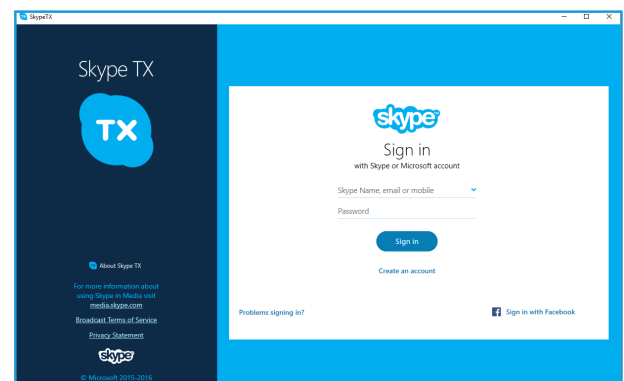 SkypeTX
Skype TX
TX
About Skype TX
For more information about
using Skype in Media visit
media.skype.com
Broadcast Terms of Service
Privacy Statement
skype
© Microsoft 2015-2016
skype
Sign in
with Skype or Microsoft account
Skype Name, email or mobile
Password
Sign in
Create an account
Problems signing in?
Sign in with Facebook